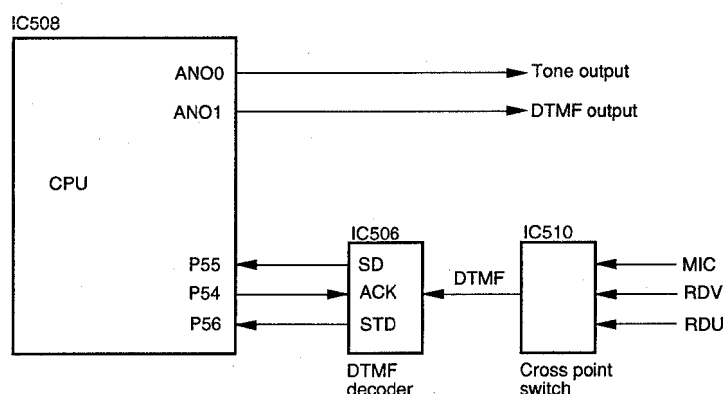 IC508
ANO0
Tone output
ANO1
DTMF output
CPU
IC506
IC510
P55
SD
MIC
DTMF
P54
ACK
RDV
P56
STD
RDU
DTMF
decoder
Cross point
switch